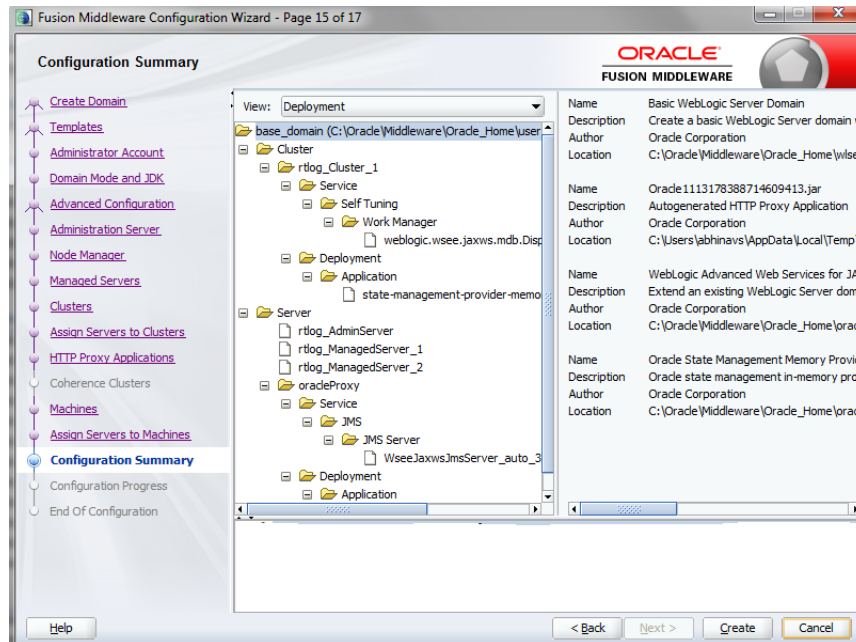 Fusion Middleware Configuration Wizard - Page 15 of 17
Configuration Summary
ORACLE
FUSION MIDDLEWARE
Create Domain
Templates
Administrator Account
Domain Mode and JDK
Advanced Configuration
Administration Server
Node Manager
Managed Servers
Clusters
Assign Servers to Clusters
HTTP Proxy Applications
Coherence Clusters
Machines
Assign Servers to Machines
Configuration Summary
Configuration Progress
End Of Configuration
View: Deployment
base_domain (C:\Oracle\Middleware\Oracle_Home\user
Cluster
rtlog_Cluster_1
Service
Self Tuning
Work Manager
weblogic.wsee.jaxws.mdb.Disp
Deployment
Application
state-management-provider-memo
Server
rtlog_AdminServer
rtlog_ManagedServer_1
rtlog_ManagedServer_2
oracleProxy
Service
JMS
JMS Server
WseeJaxwsJmsServer_auto_3
Deployment
Application
Name Basic WebLogic Server Domain
Description Create a basic WebLogic Server domain
Author Oracle Corporation
Location C:\Oracle\Middleware\Oracle_Home\wlse
Name Oracle1113178388714609413.jar
Description Autogenerated HTTP Proxy Application
Author Oracle Corporation
Location C:\Users\abhinavs\AppData\Local\Temp\
Name WebLogic Advanced Web Services for JA
Description Extend an existing WebLogic Server dom
Author Oracle Corporation
Location C:\Oracle\Middleware\Oracle_Home\orac
Name Oracle State Management Memory Provi
Description Oracle state management in-memory pro
Author Oracle Corporation
Location C:\Oracle\Middleware\Oracle_Home\orac
Help
< Back
Next >
Create
Cancel